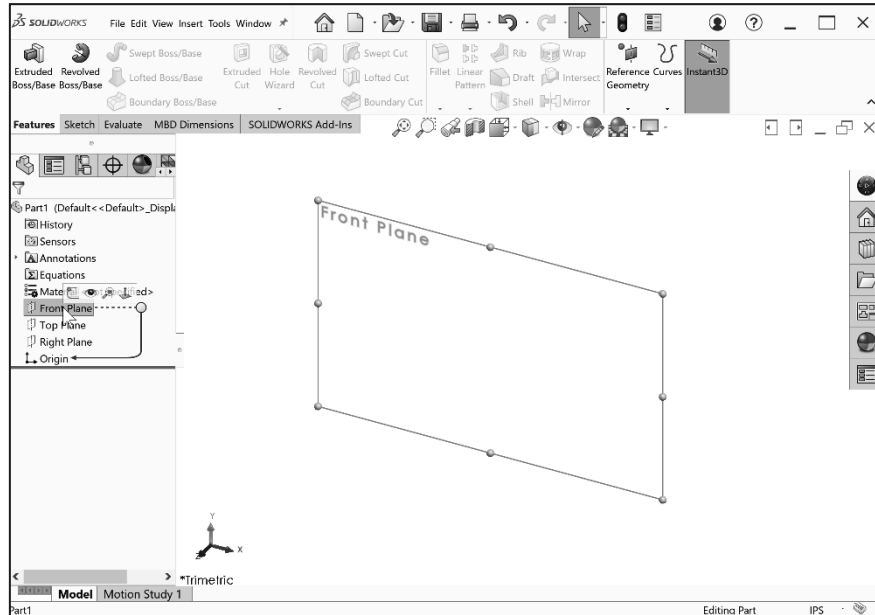 SOLIDWORKS File Edit View Insert Tools Window
Extruded Boss/Base
Revolved Boss/Base
Swept Boss/Base
Lofted Boss/Base
Boundary Boss/Base
Extruded Cut
Hole Wizard
Revolved Cut
Swept Cut
Lofted Cut
Boundary Cut
Fillet
Linear Pattern
Rib
Draft
Shell
Wrap
Intersect
Mirror
Reference Geometry
Curves
Instant3D
Features Sketch Evaluate MBD Dimensions SOLIDWORKS Add-Ins
Part1 (Default<<Default>_Displa
History
Sensors
Annotations
Equations
Mate
Front Plane
Top Plane
Right Plane
Origin
Front Plane
Y
X
Z
*Trimetric
Model Motion Study 1
Part1 Editing Part IPS